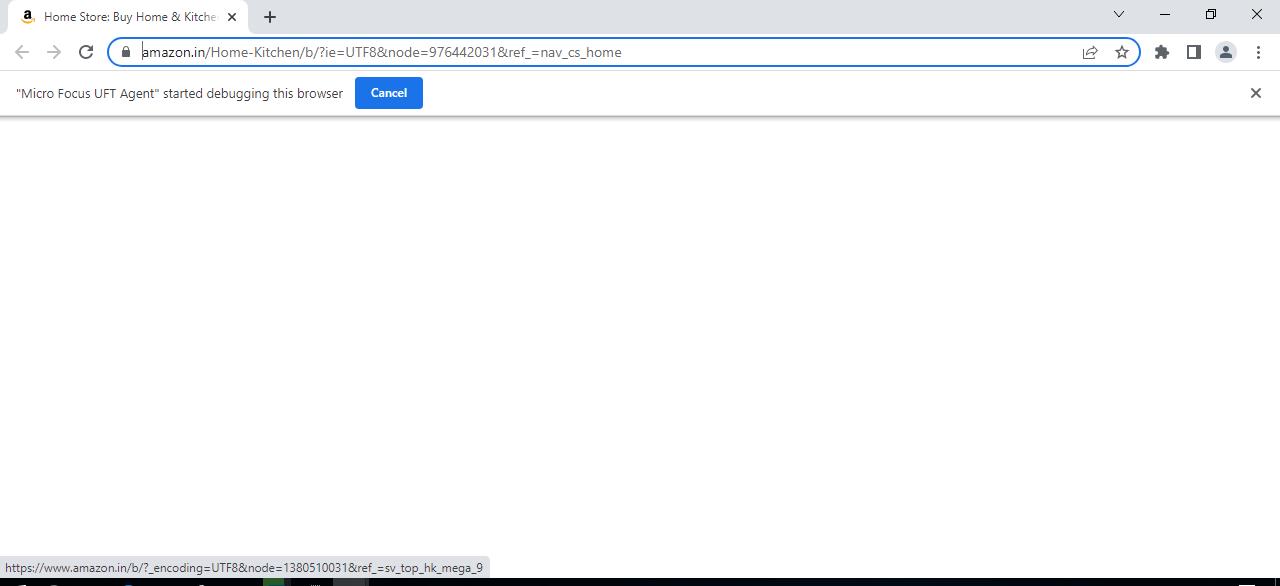 Home Store: Buy Home & Kitche
amazon.in/Home-Kitchen/b/?ie=UTF8&node=976442031&ref_=nav_cs_home
"Micro Focus UFT Agent" started debugging this browser Cancel
https://www.amazon.in/b/?_encoding=UTF8&node=1380510031&ref_=sv_top_hk_mega_9